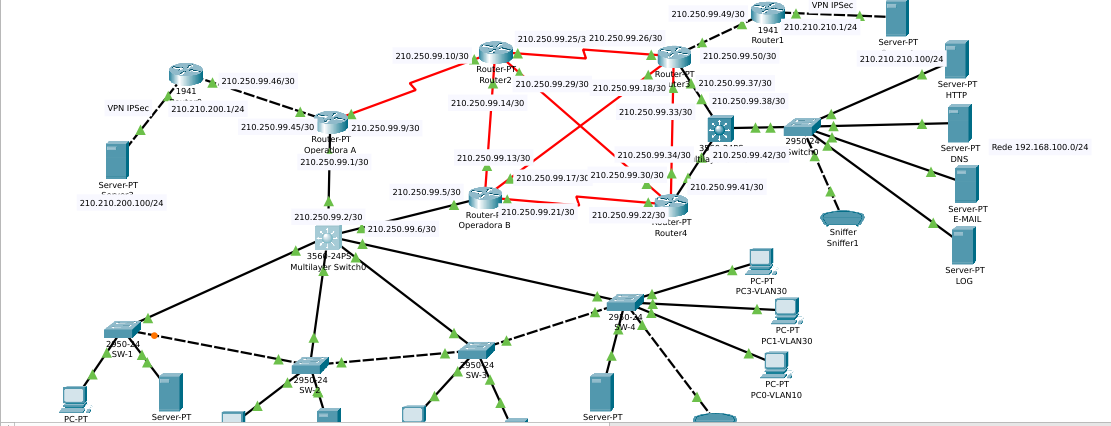 VPN IPSec
210.250.99.49/30
1941
Router1
210.210.210.1/24
Server-PT
210.250.99.25/3
210.250.99.26/30
210.250.99.10/30
Router-PT
Router2
210.250.99.50/30
Router-PT
210.210.210.100/24
Server-PT
HTTP
210.250.99.46/30
1941
210.250.99.29/30
210.250.99.18/30
210.250.99.37/30
VPN IPSec
210.210.200.1/24
210.250.99.14/30
210.250.99.33/30
210.250.99.38/30
210.250.99.45/30
210.250.99.9/30
Router-PT
Operadora A
2950-24
Switch0
Server-PT
DNS
Rede 192.168.100.0/24
210.250.99.1/30
210.250.99.13/30
210.250.99.34/30
210.250.99.42/30
Server-PT
210.210.200.100/24
210.250.99.17/30
210.250.99.30/30
210.250.99.41/30
210.250.99.5/30
Operadora B
210.250.99.21/30
210.250.99.22/30
Router-PT
Router4
Server-PT
E-MAIL
210.250.99.2/30
210.250.99.6/30
3560-24PS
Multilayer Switch0
Sniffer
Sniffer1
Server-PT
LOG
PC-PT
PC3-VLAN30
2950-24
SW-4
PC-PT
PC1-VLAN30
2950-24
SW-1
2950-24
SW-2
2950-24
SW-3
PC-PT
PC0-VLAN10
PC-PT
Server-PT
Server-PT